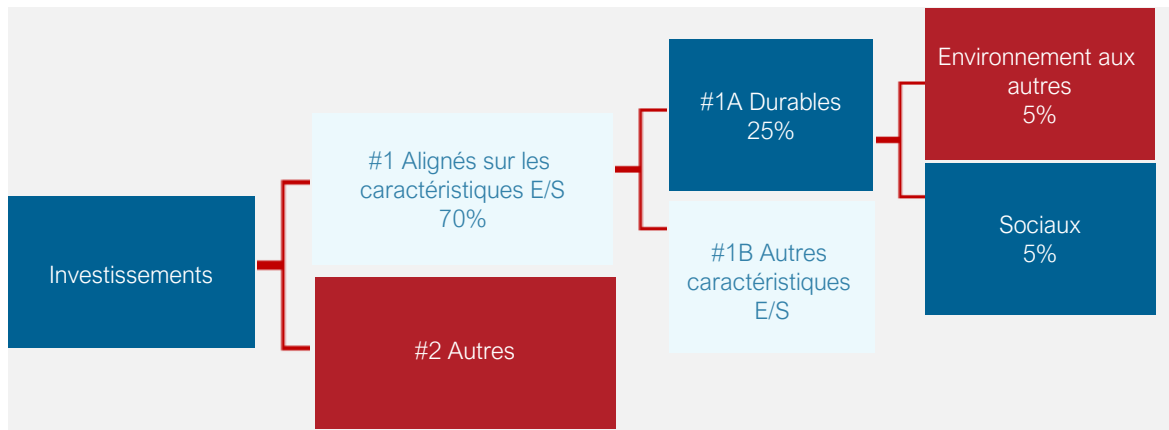 Investissements
#1 Alignés sur les
caractéristiques E/S
70%
#2 Autres
#1A Durables
25%
#1B Autres
caractéristiques
E/S
Environnement aux
autres
5%
Sociaux
5%